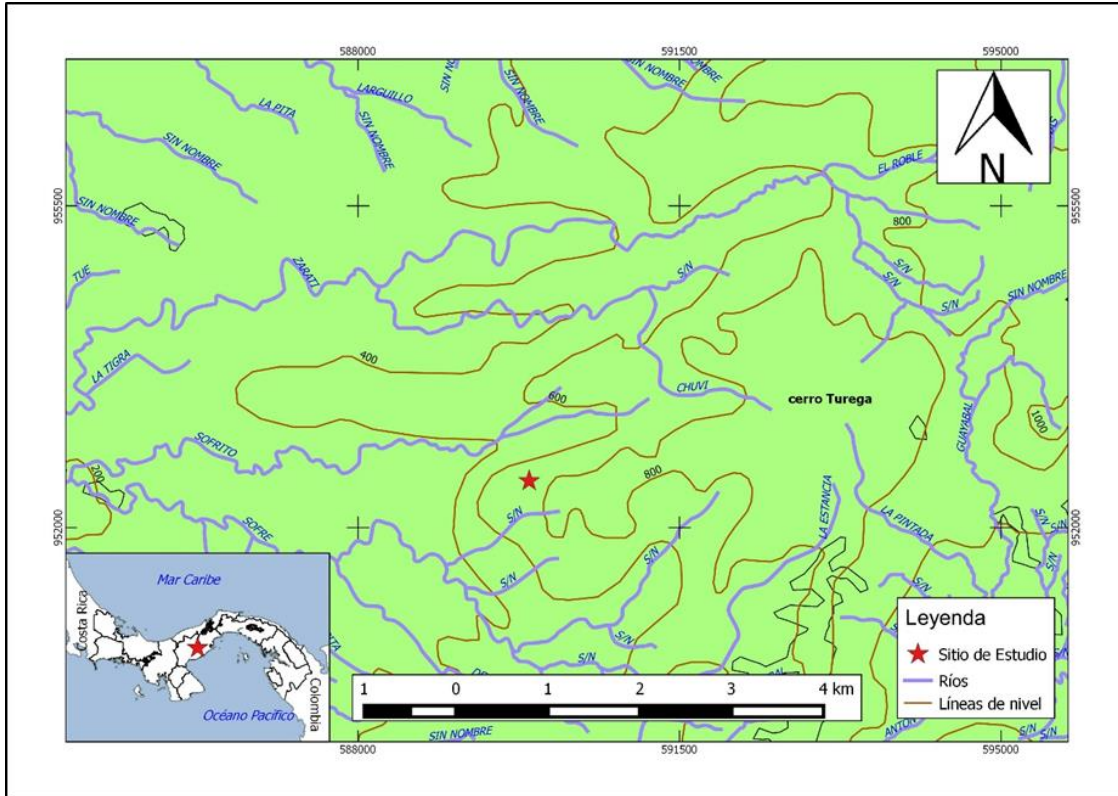 588000
591500
595000
SIN NOMBRE
SIN NOMBRE
LARGUILLO
LA PITA
SIN NOMBRE
SIN NOMBRE
SIN NOMBRE
N
EL ROBLE
955500
955500
SIN NOMBRE
800
TUE
ZARATI
S/N
S/N
S/N
S/N
SIN NOMBRE
LA TIGRA
400
600
CHUVI
cerro Turega
GUAYABAL
1000
SOFRITO
200
800
S/N
LA ESTANCIA
LA PINTADA
952000
952000
SOFRE
S/N
S/N
S/N
S/N
S/N
S/N
S/N
Mar Caribe
Costa Rica
Colombia
Océano Pacífico
Leyenda
Sitio de Estudio
Ríos
Líneas de nivel
S/N
S/N
1 0 1 2 3 4 km
SIN NOMBRE
SIN NOMBRE
ANTON
S/N
S/N
588000
591500
595000